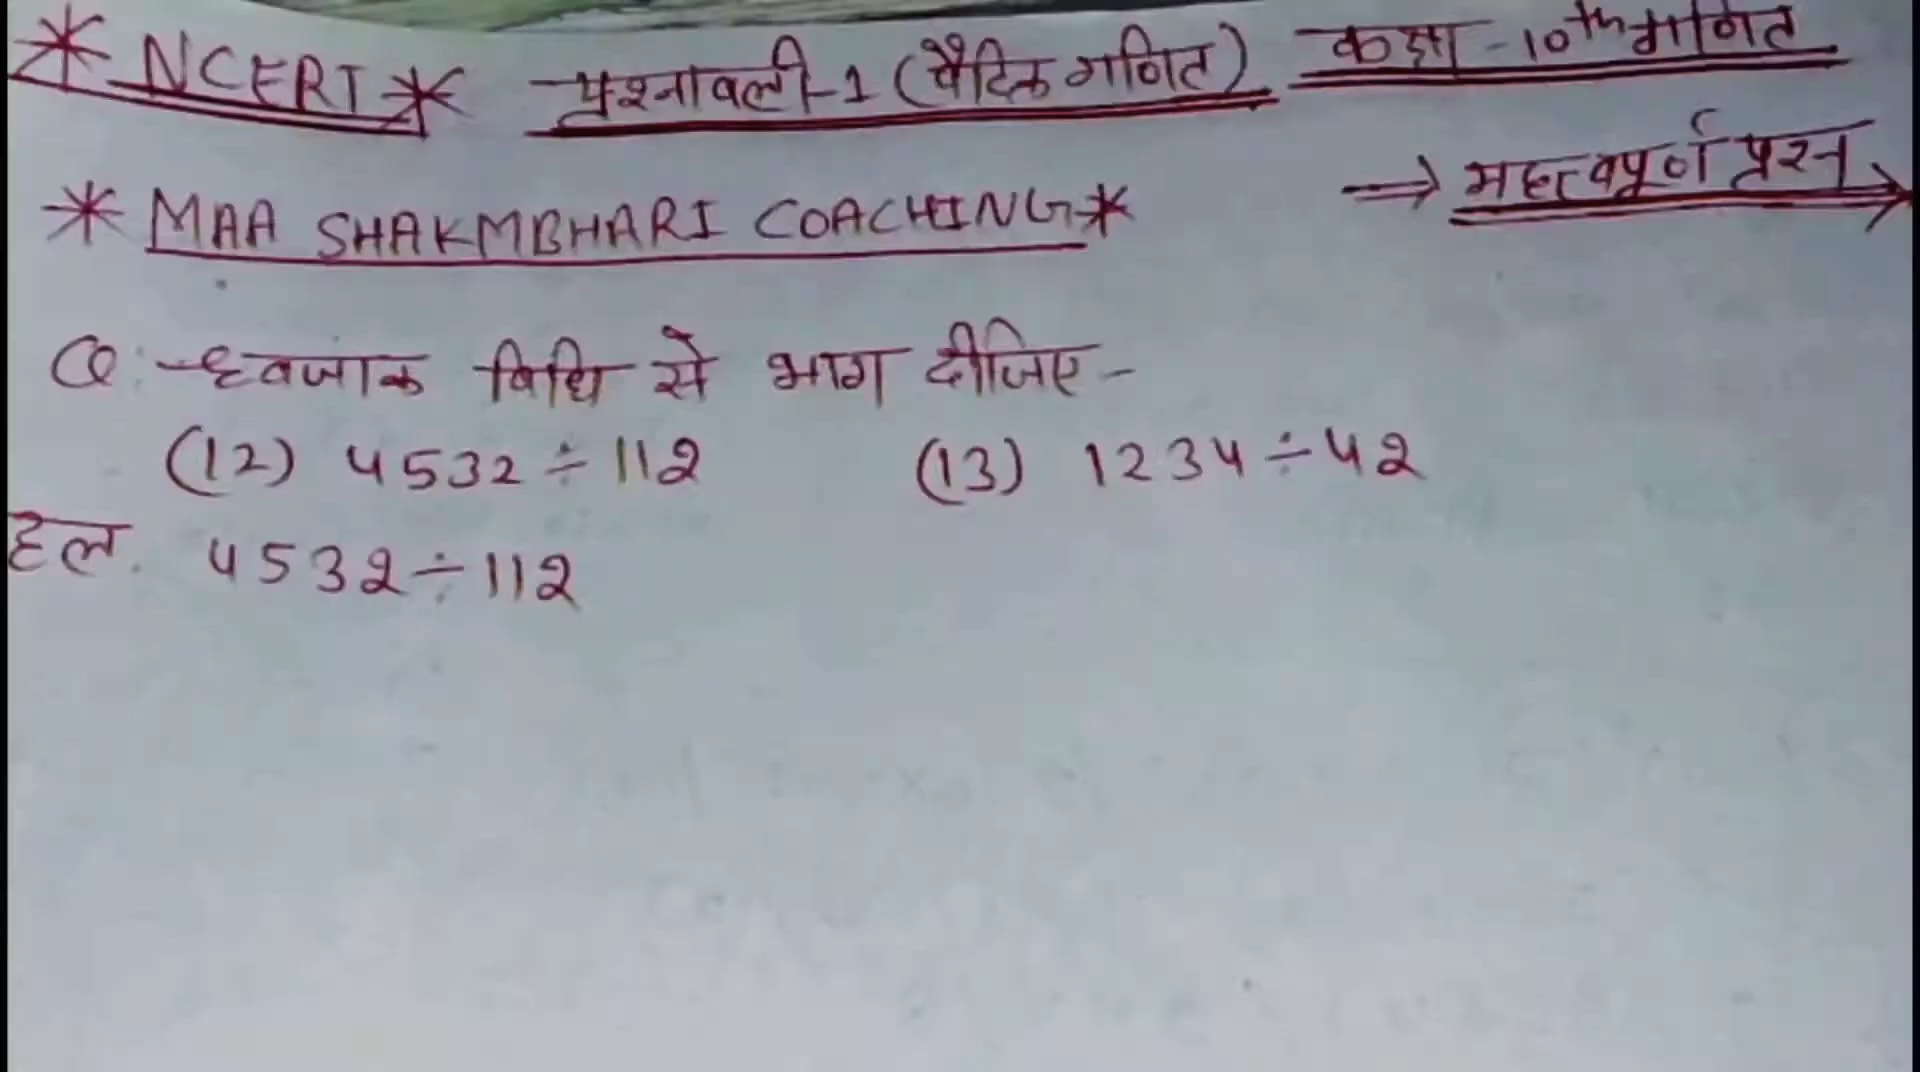 * NCERT * प्रश्नावली-1 (वैदिक गणित) कक्षा - 10th गणित
* MAA SHAKMBHARI COACHING * ⇒ महत्वपूर्ण प्रश्न
Q:- ध्वजांक विधि से भाग दीजिए -
(12) 4532 ÷ 112 (13) 1234 ÷ 42
हल. 4532 ÷ 112